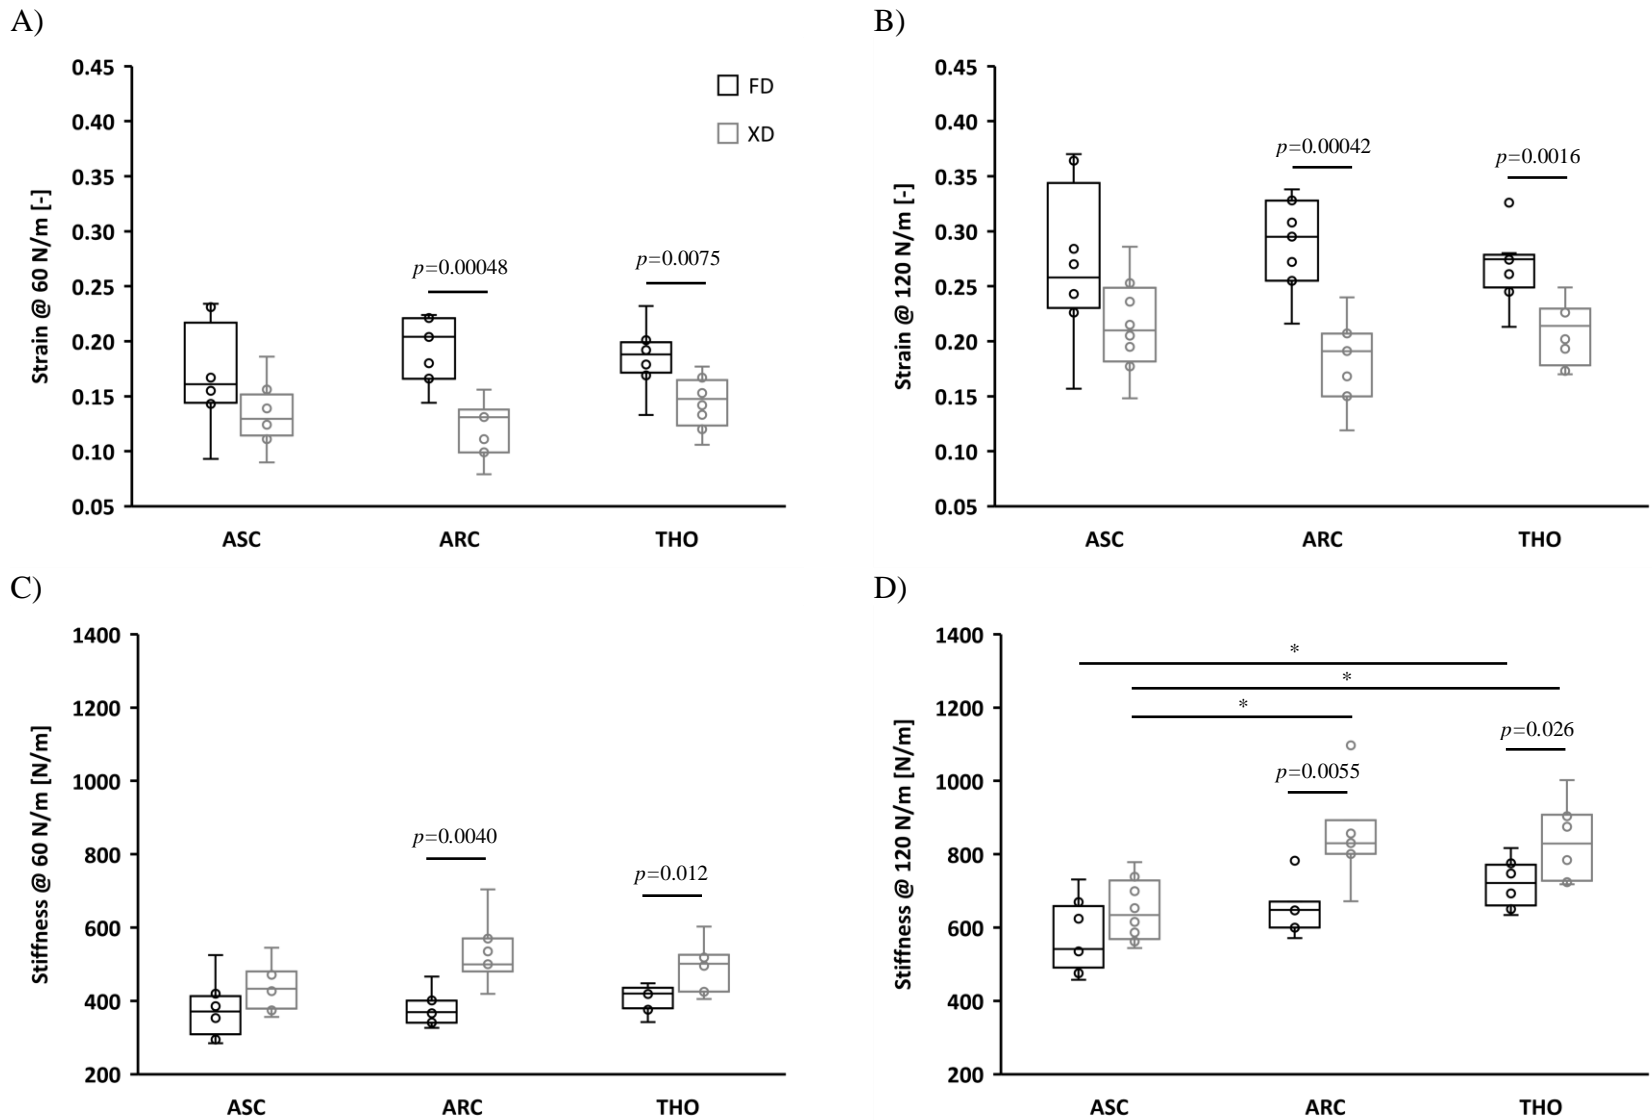 A)
Strain @ 60 N/m [-]
0.45
0.40
0.35
0.30
0.25
0.20
0.15
0.10
0.05
FD
XD
p=0.00048
p=0.0075
ASC ARC THO
B)
Strain @ 120 N/m [-]
0.45
0.40
0.35
0.30
0.25
0.20
0.15
0.10
0.05
p=0.00042
p=0.0016
ASC ARC THO
C)
Stiffness @ 60 N/m [N/m]
1400
1200
1000
800
600
400
200
p=0.0040
p=0.012
ASC ARC THO
D)
Stiffness @ 120 N/m [N/m]
1400
1200
1000
800
600
400
200
*
*
*
p=0.026
p=0.0055
ASC ARC THO